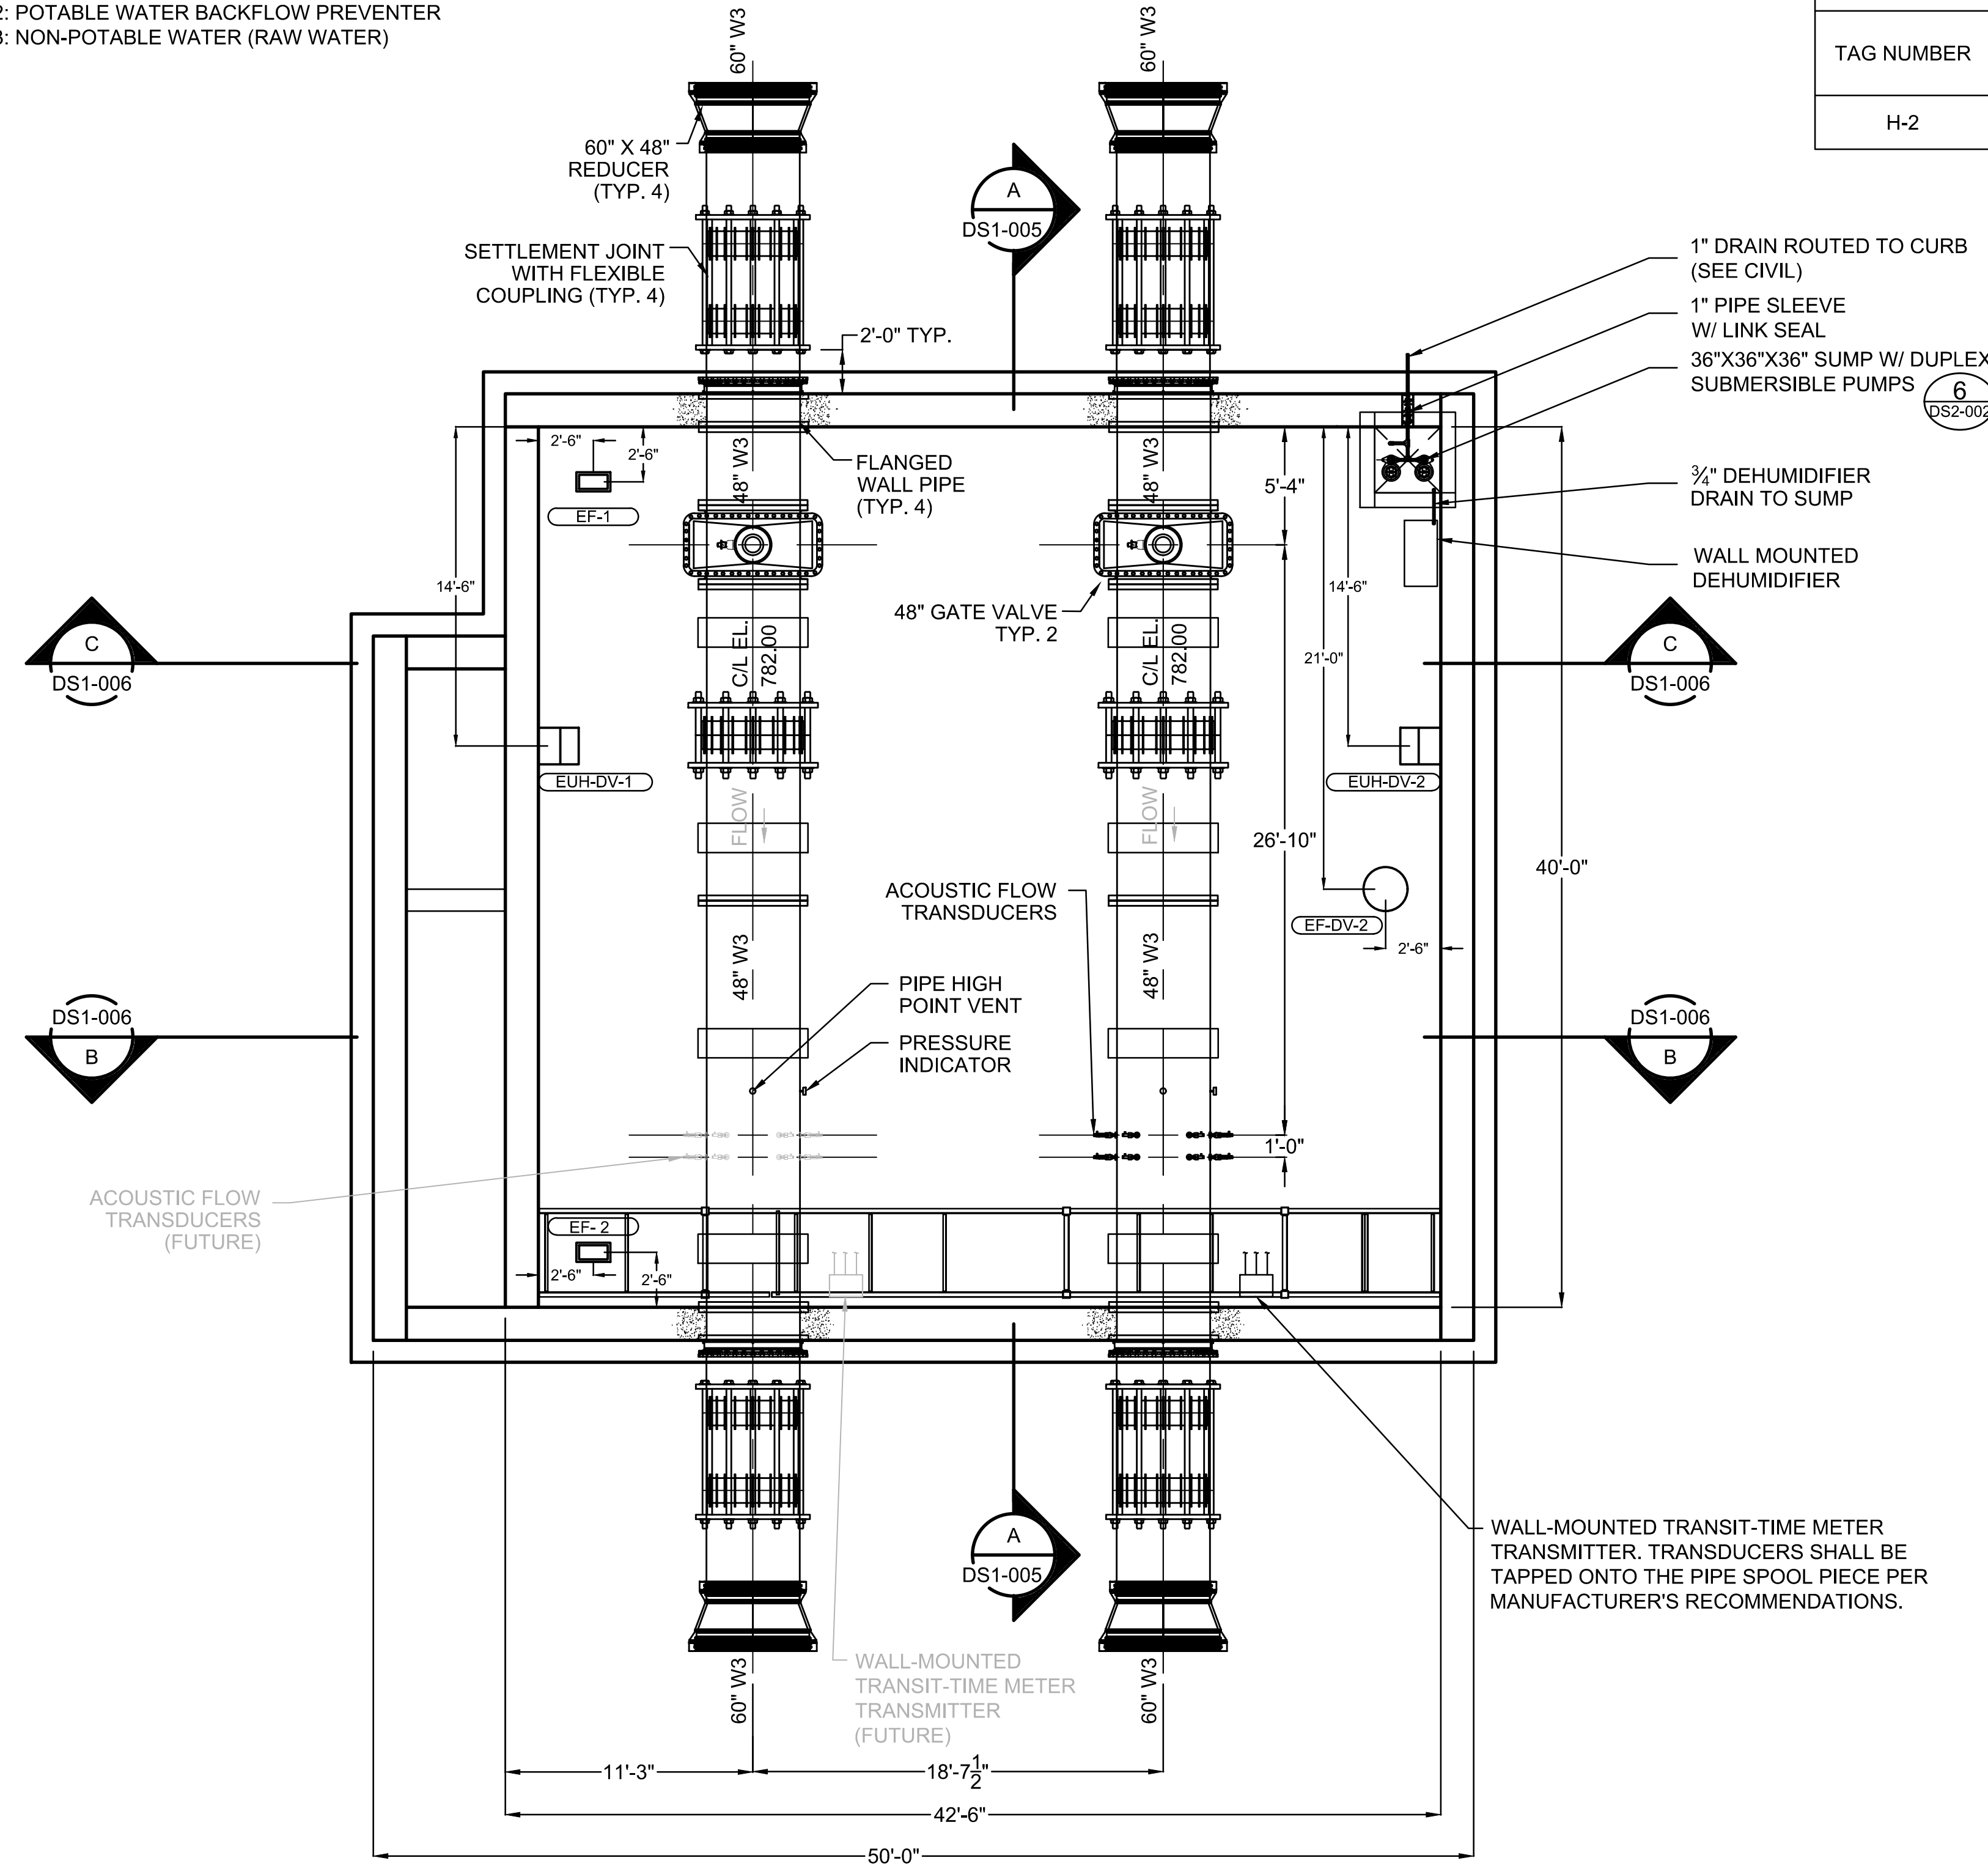 2: POTABLE WATER BACKFLOW PREVENTER
3: NON-POTABLE WATER (RAW WATER)
TAG NUMBER
H-2
60" W3
60" W3
60" X 48"
REDUCER
(TYP. 4)
SETTLEMENT JOINT
WITH FLEXIBLE
COUPLING (TYP. 4)
A
DS1-005
2'-0" TYP.
1" DRAIN ROUTED TO CURB
(SEE CIVIL)
1" PIPE SLEEVE
W/ LINK SEAL
36"X36"X36" SUMP W/ DUPLEX
SUBMERSIBLE PUMPS
6
DS2-002
3/4" DEHUMIDIFIER
DRAIN TO SUMP
WALL MOUNTED
DEHUMIDIFIER
2'-6"
2'-6"
EF-1
48" W3
FLANGED
WALL PIPE
(TYP. 4)
48" W3
5'-4"
14'-6"
48" GATE VALVE
TYP. 2
14'-6"
21'-0"
C
DS1-006
C
DS1-006
C/L EL.
782.00
C/L EL.
782.00
EUH-DV-1
EUH-DV-2
FLOW
FLOW
26'-10"
40'-0"
ACOUSTIC FLOW
TRANSDUCERS
EF-DV-2
2'-6"
48" W3
48" W3
PIPE HIGH
POINT VENT
PRESSURE
INDICATOR
DS1-006
B
DS1-006
B
1'-0"
ACOUSTIC FLOW
TRANSDUCERS
(FUTURE)
EF- 2
2'-6"
2'-6"
A
DS1-005
WALL-MOUNTED TRANSIT-TIME METER
TRANSMITTER. TRANSDUCERS SHALL BE
TAPPED ONTO THE PIPE SPOOL PIECE PER
MANUFACTURER'S RECOMMENDATIONS.
WALL-MOUNTED
TRANSIT-TIME METER
TRANSMITTER
(FUTURE)
60" W3
60" W3
11'-3"
18'-7 1/2"
42'-6"
50'-0"